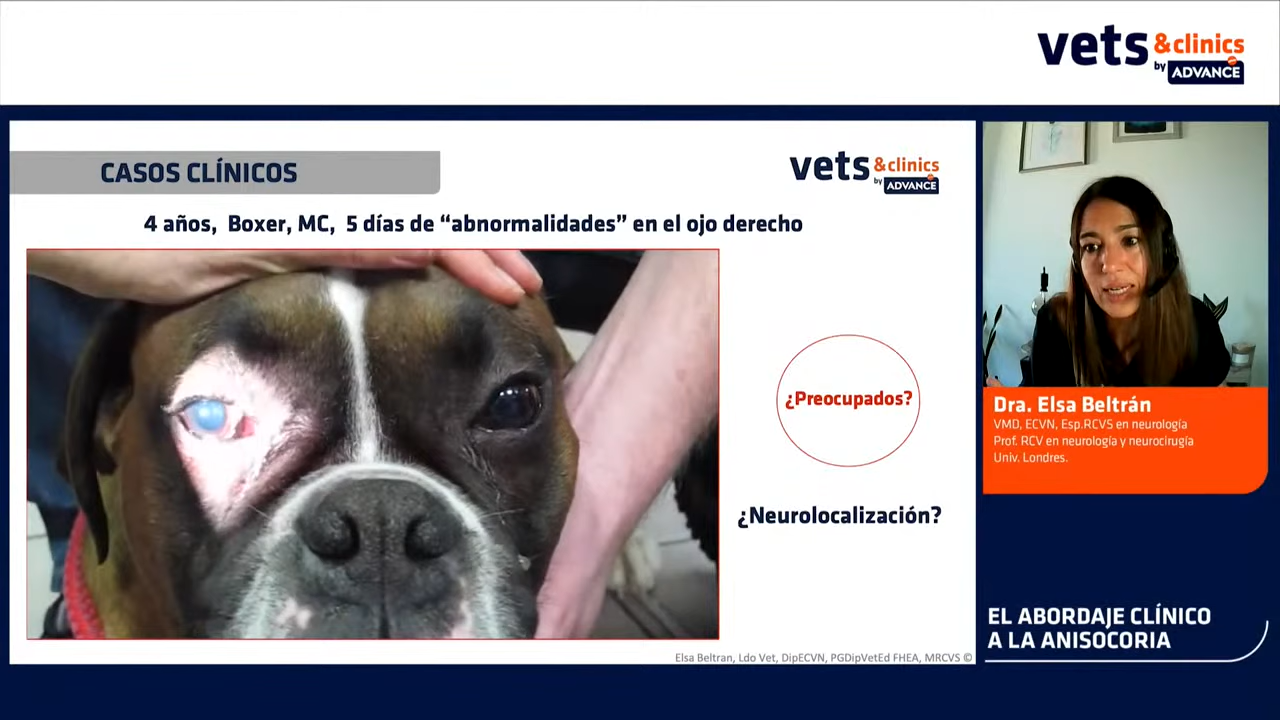 vets &clinics
by ADVANCE
CASOS CLÍNICOS
vets &clinics
by ADVANCE
4 años, Boxer, MC, 5 días de “abnormalidades” en el ojo derecho
¿Preocupados?
¿Neurolocalización?
Elsa Beltran, Ldo Vet, DipECVN, PGDipVetEd FHEA, MRCVS ©
Dra. Elsa Beltrán
VMD, ECVN, Esp.RCVS en neurología
Prof. RCV en neurología y neurocirugía
Univ. Londres.
EL ABORDAJE CLÍNICO
A LA ANISOCORIA